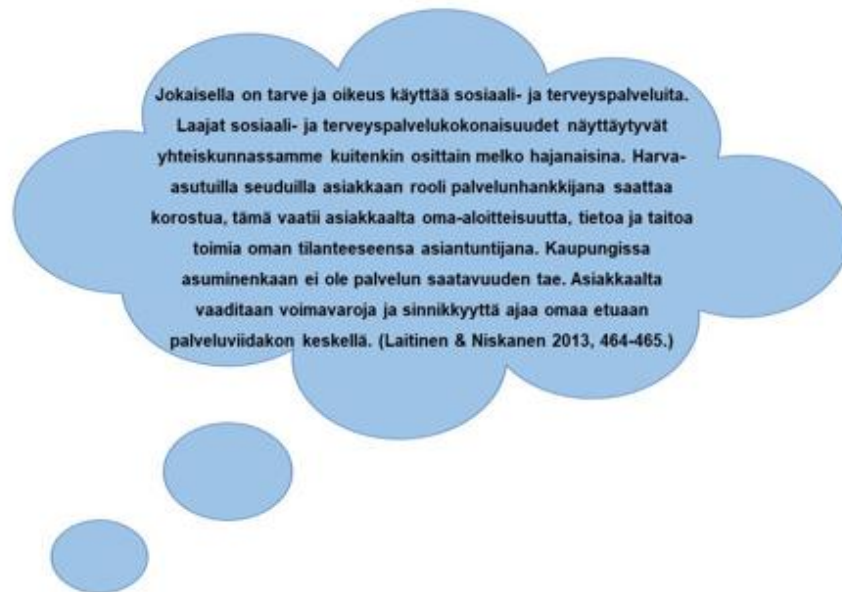 Jokaisella on tarve ja oikeus käyttää sosiaali- ja terveyspalveluita.
Laajat sosiaali- ja terveyspalvelukokonaisuudet näyttäytyvät
yhteiskunnassamme kuitenkin osittain melko hajanaisina. Harva-
asutuilla seuduilla asiakkaan rooli palvelunhankkijana saattaa
korostua, tämä vaatii asiakkaalta oma-aloitteisuutta, tietoa ja taitoa
toimia oman tilanteeseensa asiantuntijana. Kaupungissa
asuminenkaan ei ole palvelun saatavuuden tae. Asiakkaalta
vaaditaan voimavaroja ja sinnikkyyttä ajaa omaa etuaan
palveluviidakon keskellä. (Laitinen & Niskanen 2013, 464-465.)